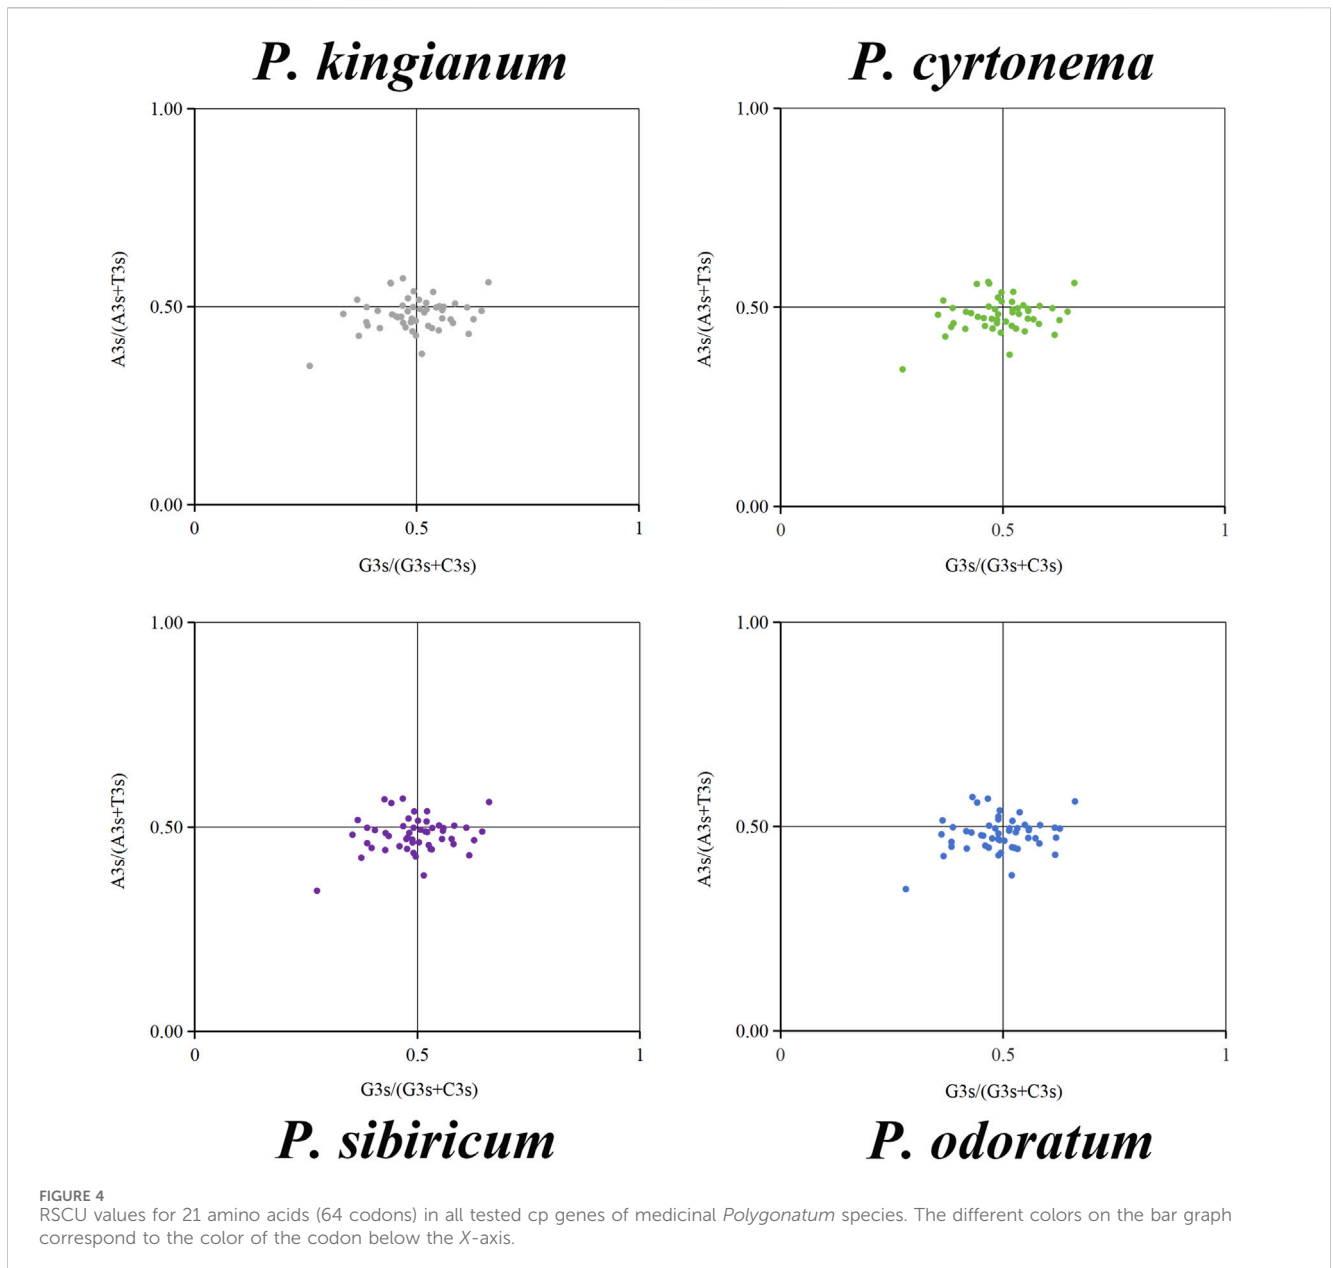 P. kingianum
P. cyrtonema
1.00
0.50
0.00
0
0.5
1
A3s/(A3s+T3s)
G3s/(G3s+C3s)
1.00
0.50
0.00
0
0.5
1
A3s/(A3s+T3s)
G3s/(G3s+C3s)
1.00
0.50
0.00
0
0.5
1
A3s/(A3s+T3s)
G3s/(G3s+C3s)
1.00
0.50
0.00
0
0.5
1
A3s/(A3s+T3s)
G3s/(G3s+C3s)
P. sibiricum
P. odoratum
FIGURE 4
RSCU values for 21 amino acids (64 codons) in all tested cp genes of medicinal Polygonatum species. The different colors on the bar graph
correspond to the color of the codon below the X-axis.